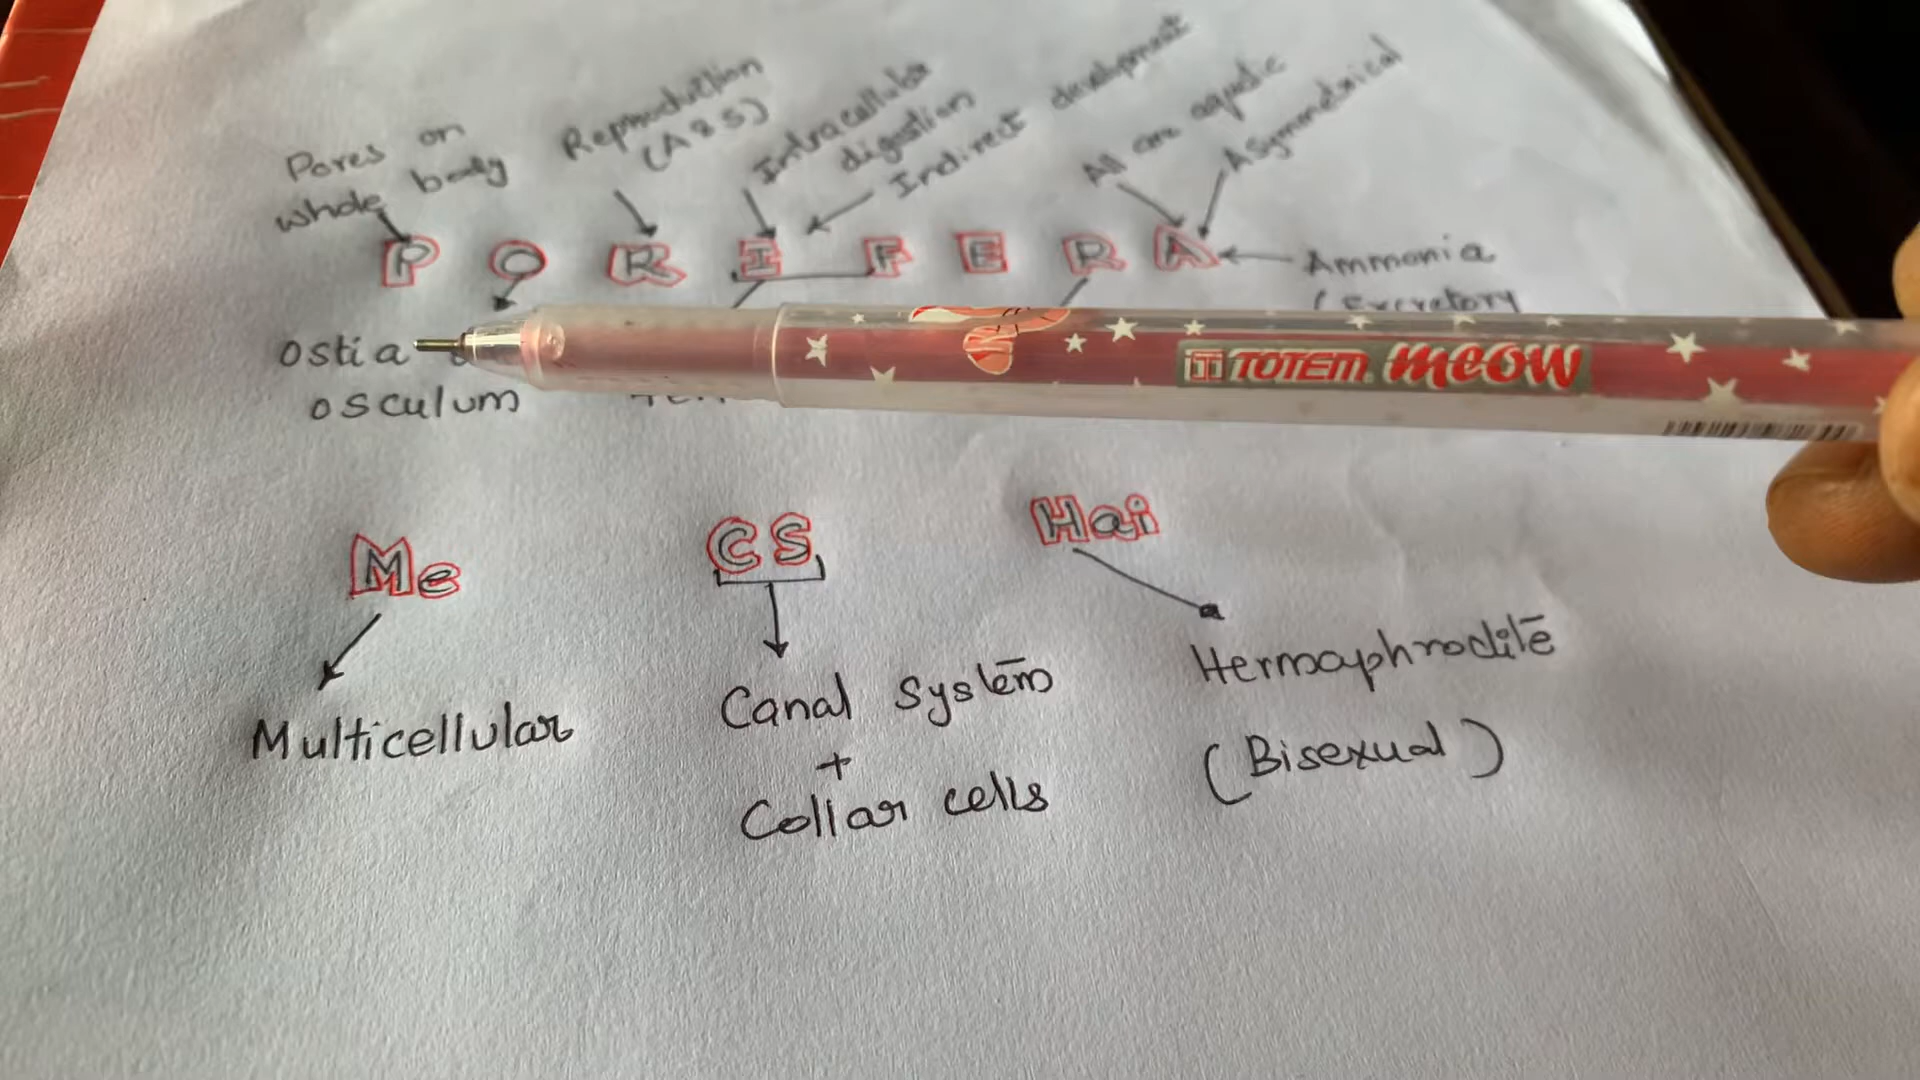 Pores on
whole body
Reproduction
(A & S)
Intracellular
digestion
Indirect development
All are aquatic
Asymmetrical
PORIFERA
Ammonia
(Excretory
Ostia
osculum
TOTEM meow
Me
CS
Hai
Multicellular
Canal System
+
Collar cells
Hermaphrodite
(Bisexual)